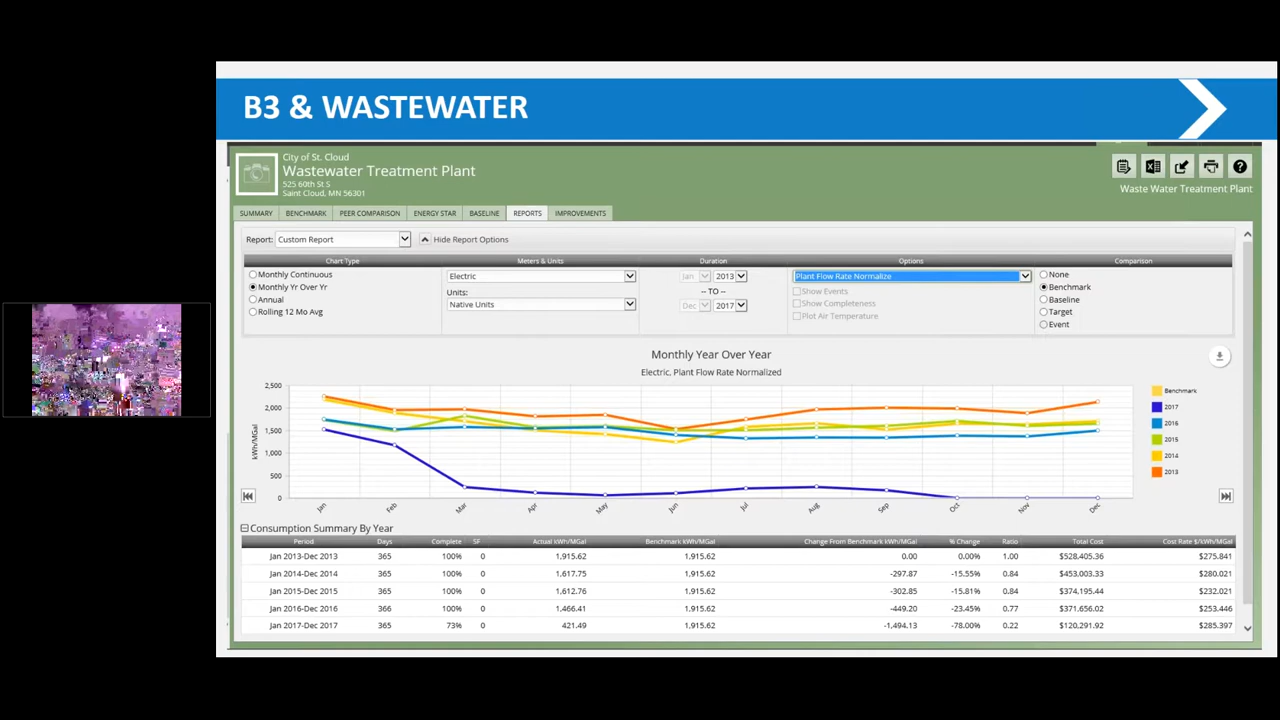 B3 & WASTEWATER
City of St. Cloud
Wastewater Treatment Plant
525 60th St S
Saint Cloud, MN 56301
Waste Water Treatment Plant
SUMMARY BENCHMARK PEER COMPARISON ENERGY STAR BASELINE REPORTS IMPROVEMENTS
Report: Custom Report Hide Report Options
Chart Type Meters & Units Duration Options Comparison
Monthly Continuous Electric Jan 2013 Plant Flow Rate Normalize None
Monthly Yr Over Yr Units: -- TO -- Show Events Benchmark
Annual Native Units Dec 2017 Show Completeness Baseline
Rolling 12 Mo Avg Plot Air Temperature Target
Event
Monthly Year Over Year
Electric, Plant Flow Rate Normalized
kWh/MGal
2,500
2,000
1,500
1,000
500
0
Jan Feb Mar Apr May Jun Jul Aug Sep Oct Nov Dec
Benchmark
2017
2016
2015
2014
2013
Consumption Summary By Year
Period Days Complete SF Actual kWh/MGal Benchmark kWh/MGal Change From Benchmark kWh/MGal % Change Ratio Total Cost Cost Rate $/kWh/MGal
Jan 2013-Dec 2013 365 100% 0 1,915.62 1,915.62 0.00 0.00% 1.00 $528,405.36 $275.841
Jan 2014-Dec 2014 365 100% 0 1,617.75 1,915.62 -297.87 -15.55% 0.84 $453,003.33 $280.021
Jan 2015-Dec 2015 365 100% 0 1,612.76 1,915.62 -302.85 -15.81% 0.84 $374,195.44 $232.021
Jan 2016-Dec 2016 366 100% 0 1,466.41 1,915.62 -449.20 -23.45% 0.77 $371,656.02 $253.446
Jan 2017-Dec 2017 365 73% 0 421.49 1,915.62 -1,494.13 -78.00% 0.22 $120,291.92 $285.397